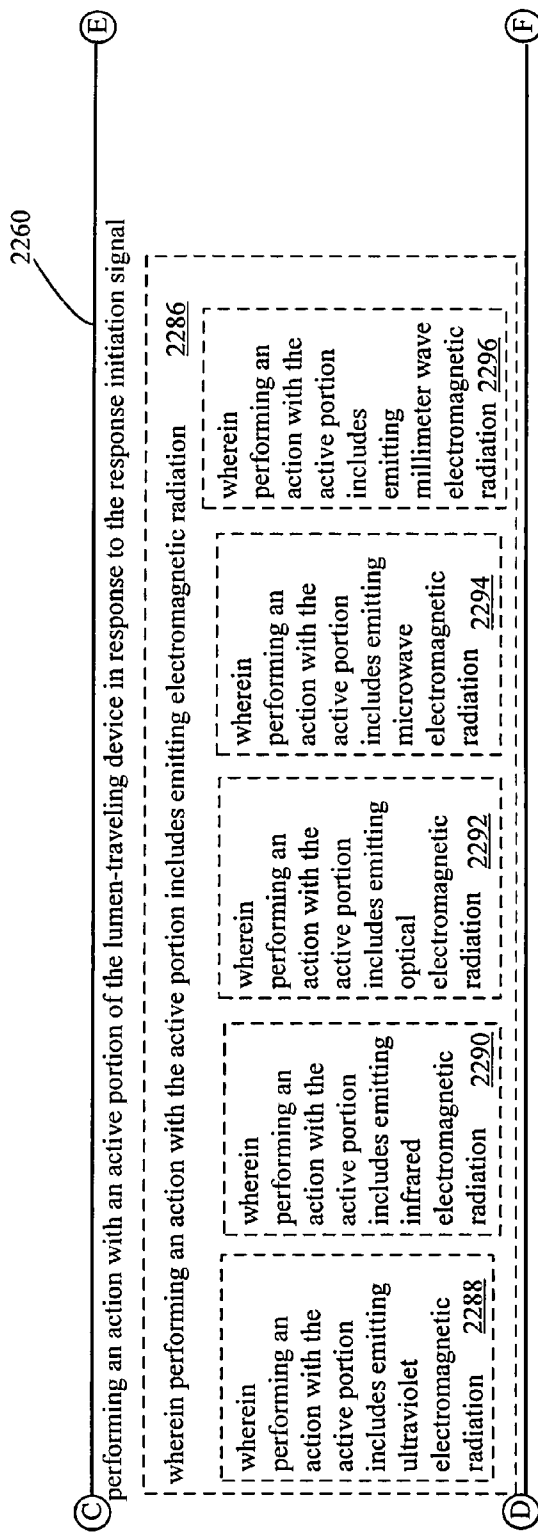 2260
C
E
performing an action with an active portion of the lumen-traveling device in response to the response initiation signal
wherein performing an action with the active portion includes emitting electromagnetic radiation 2286
wherein
performing an
action with the
active portion
includes emitting
ultraviolet
electromagnetic
radiation 2288
wherein
performing an
action with the
active portion
includes emitting
infrared
electromagnetic
radiation 2290
wherein
performing an
action with the
active portion
includes emitting
optical
electromagnetic
radiation 2292
wherein
performing an
action with the
active portion
includes emitting
microwave
electromagnetic
radiation 2294
wherein
performing an
action with the
active portion
includes
emitting
millimeter wave
electromagnetic
radiation 2296
D
F